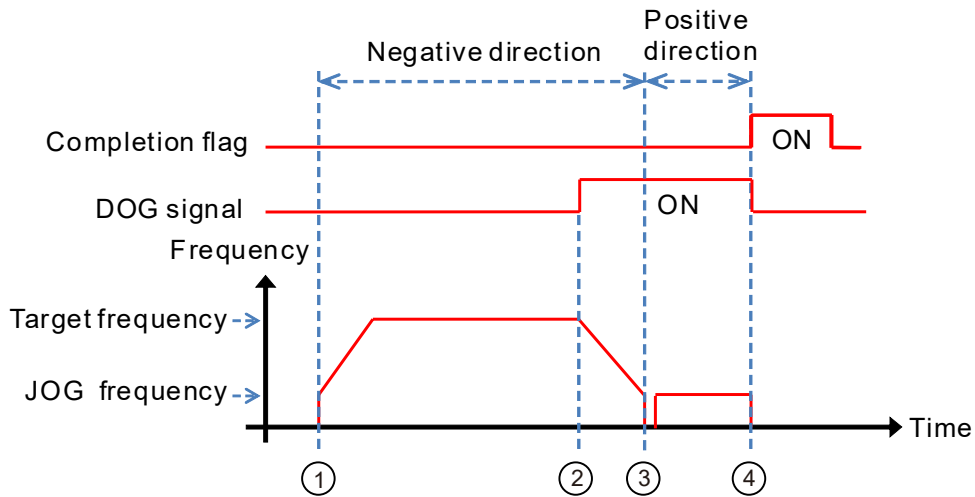 Positive
direction
Negative direction
Completion flag
ON
DOG signal
ON
Frequency
Target frequency
JOG frequency
Time
1
2
3
4